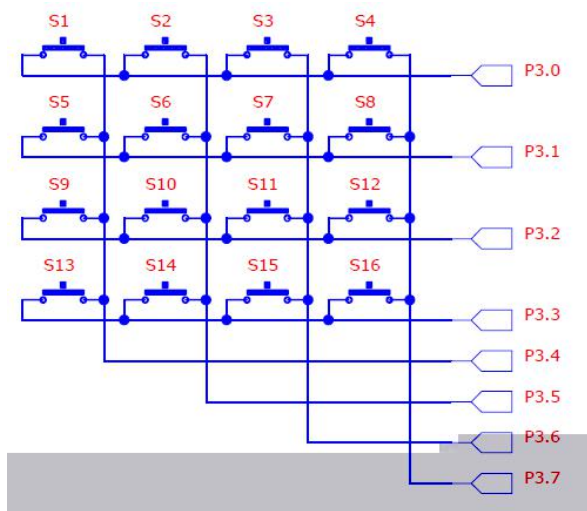 S1 S2 S3 S4
P3.0
S5 S6 S7 S8
P3.1
S9 S10 S11 S12
P3.2
S13 S14 S15 S16
P3.3
P3.4
P3.5
P3.6
P3.7